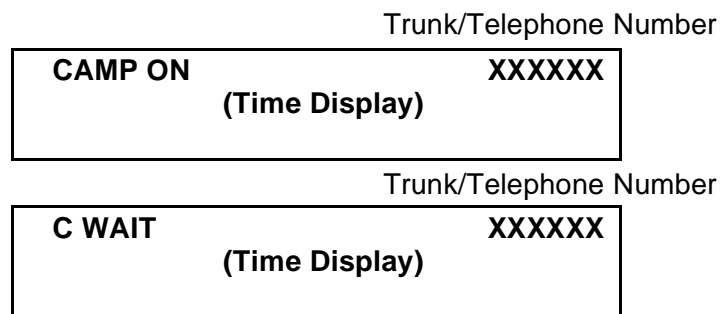 Trunk/Telephone Number
CAMP ON XXXXXX
(Time Display)
Trunk/Telephone Number
C WAIT XXXXXX
(Time Display)